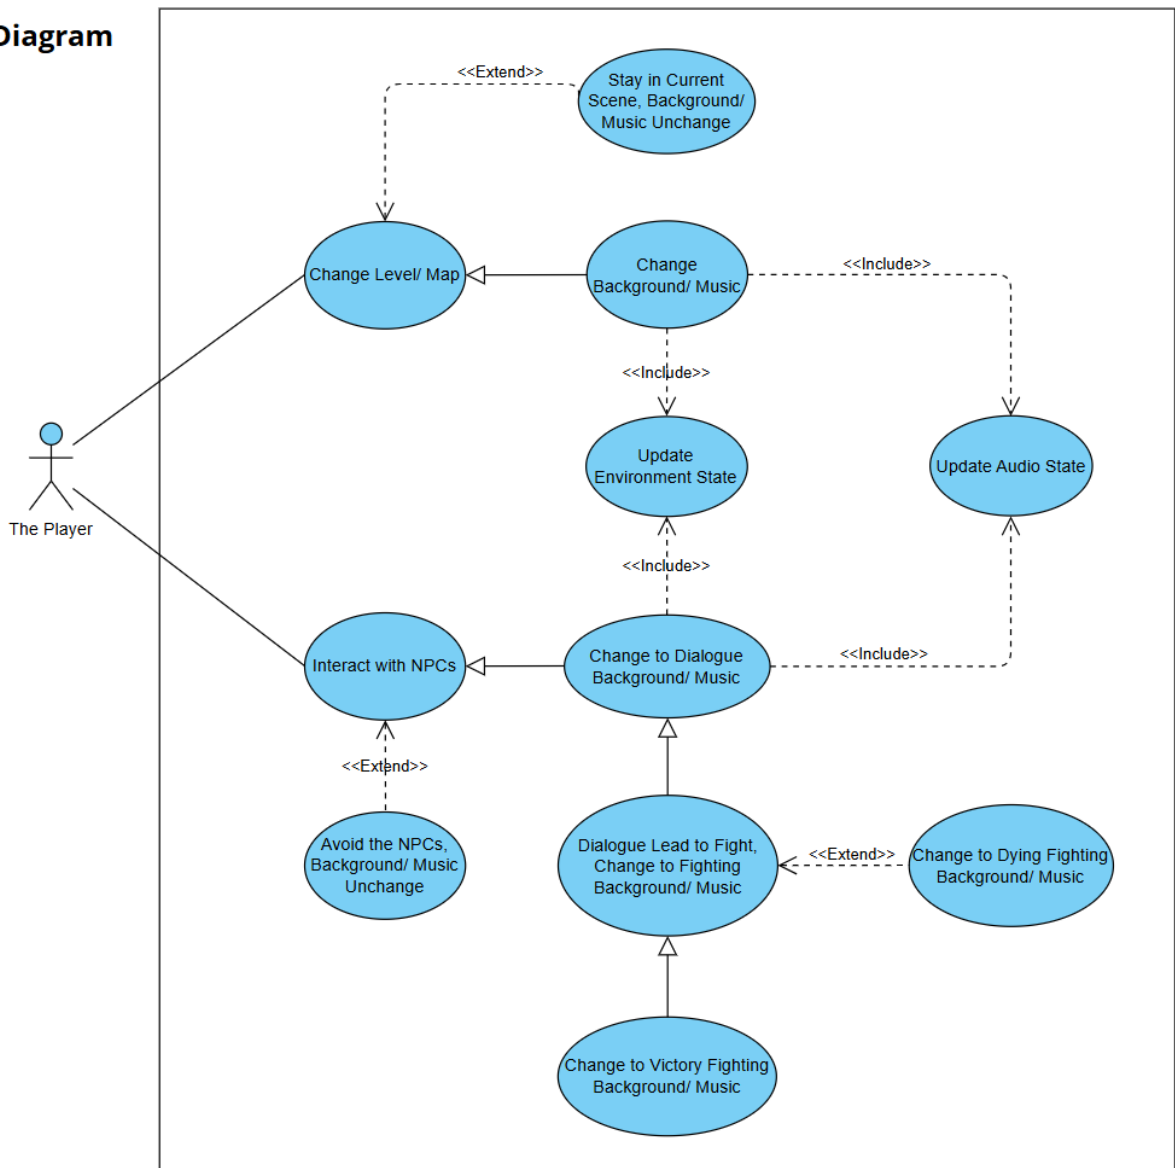 Diagram
<<Extend>>
Stay in Current
Scene, Background/
Music Unchange
Change Level/ Map
Change
Background/ Music
<<Include>>
<<Include>>
Update
Environment State
Update Audio State
The Player
<<Include>>
Interact with NPCs
Change to Dialogue
Background/ Music
<<Include>>
<<Extend>>
Avoid the NPCs,
Background/ Music
Unchange
Dialogue Lead to Fight,
Change to Fighting
Background/ Music
<<Extend>>
Change to Dying Fighting
Background/ Music
Change to Victory Fighting
Background/ Music